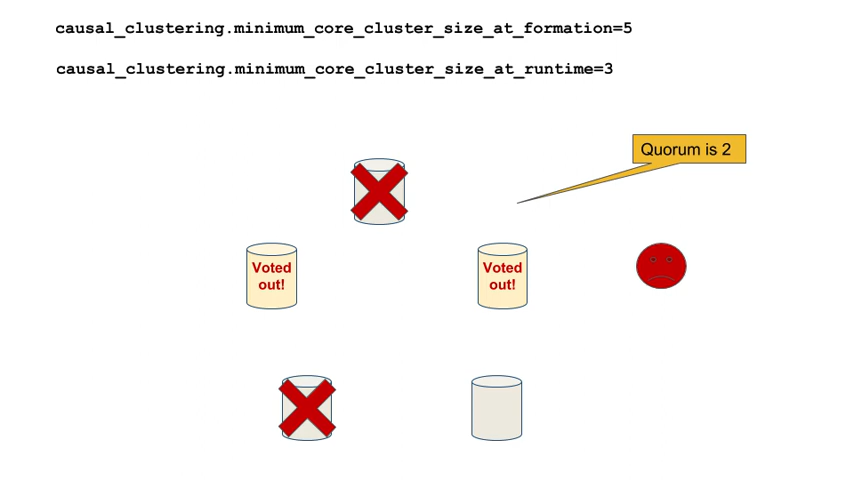 causal_clustering.minimum_core_cluster_size_at_formation=5
causal_clustering.minimum_core_cluster_size_at_runtime=3
Quorum is 2
Voted
out!
Voted
out!